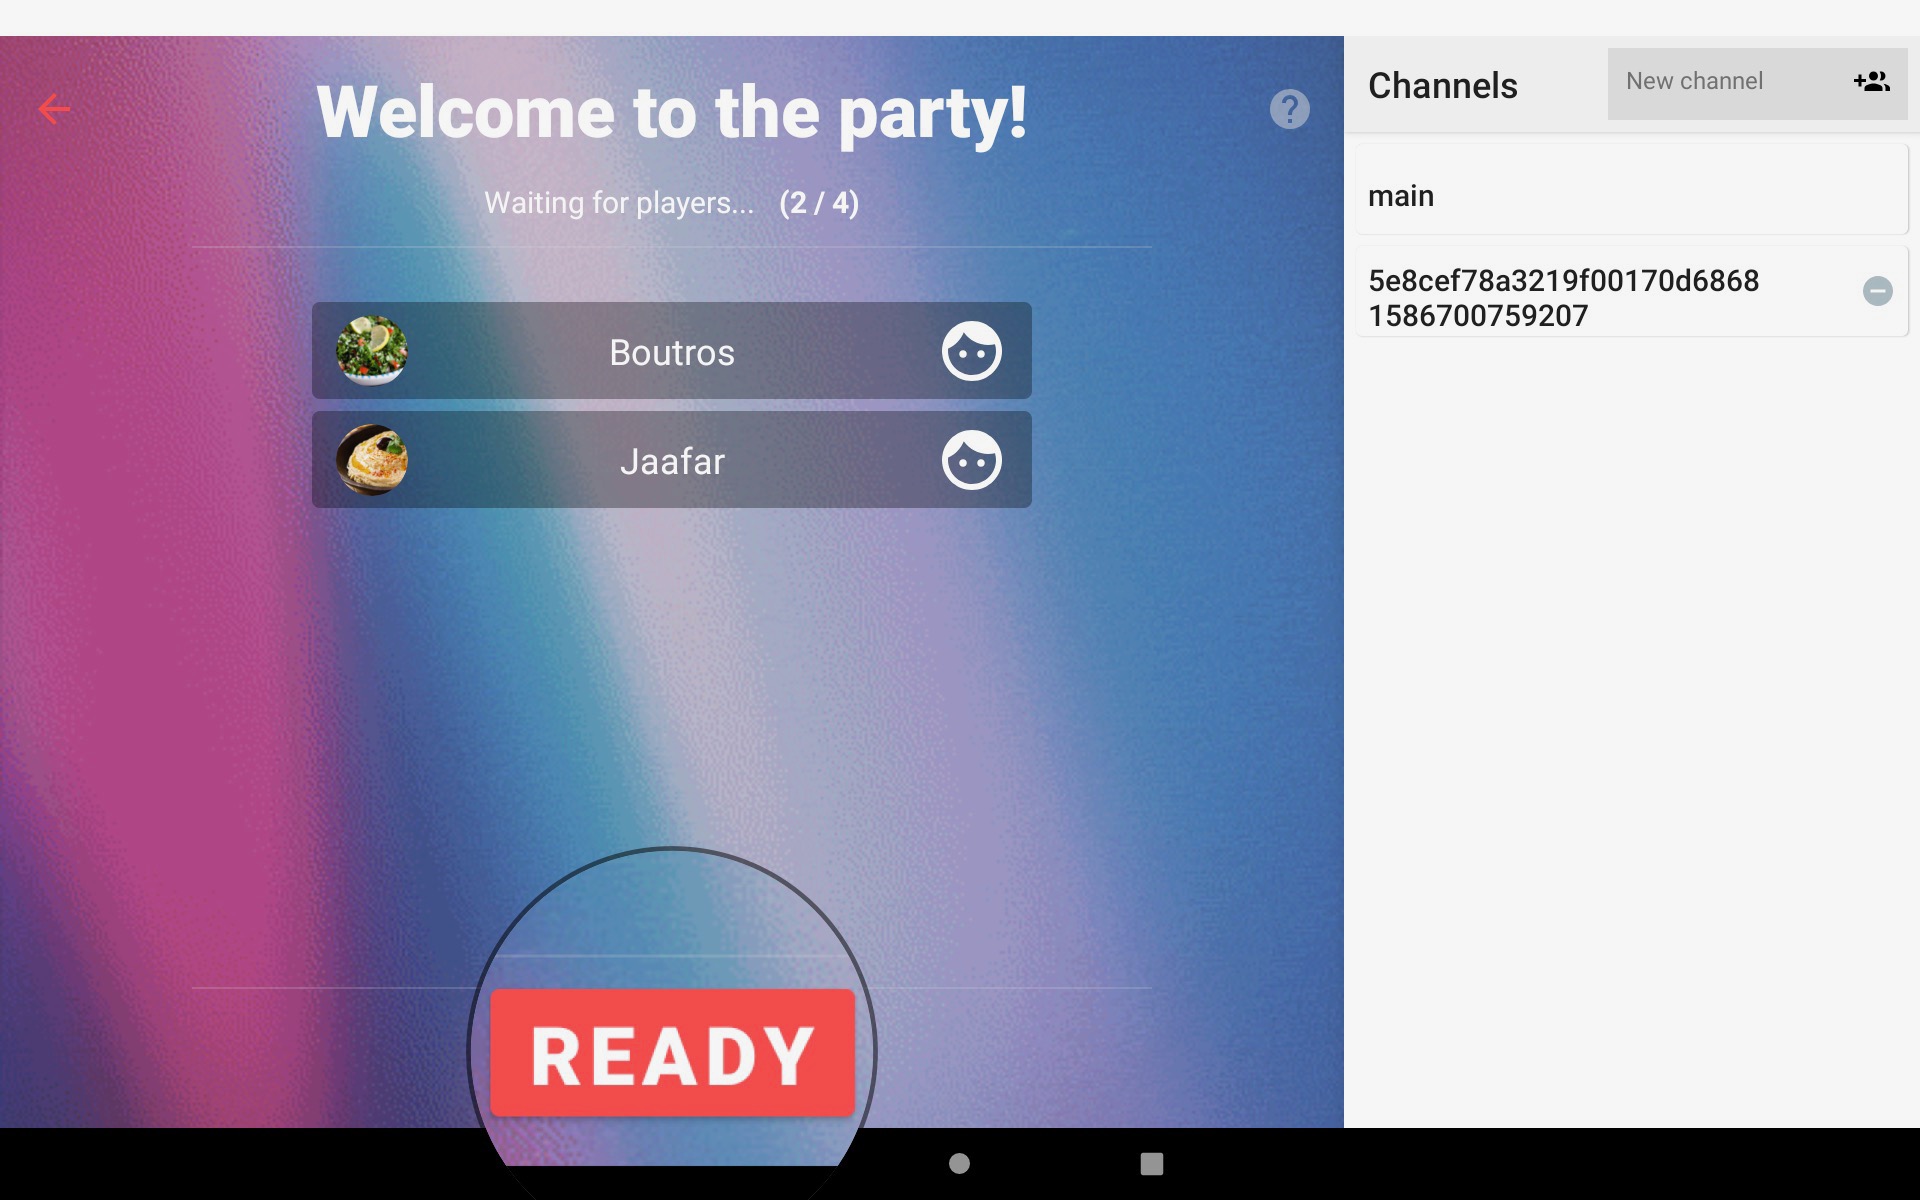 Welcome to the party!
Waiting for players... (2 / 4)
Boutros
Jaafar
READY
Channels
New channel
main
5e8cef78a3219f00170d6868
1586700759207